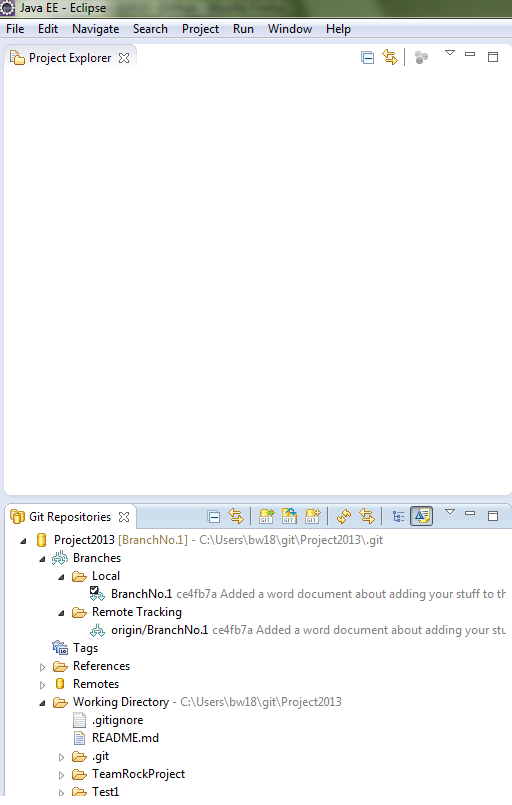 Java EE - Eclipse
File Edit Navigate Search Project Run Window Help
Project Explorer
Git Repositories
GIT GIT GIT
Project2013 [BranchNo.1] - C:\Users\bw18\git\Project2013\.git
Branches
Local
BranchNo.1 ce4fb7a Added a word document about adding your stuff to th
Remote Tracking
origin/BranchNo.1 ce4fb7a Added a word document about adding your stu
Tags
References
Remotes
Working Directory - C:\Users\bw18\git\Project2013
.gitignore
README.md
.git
TeamRockProject
Test1